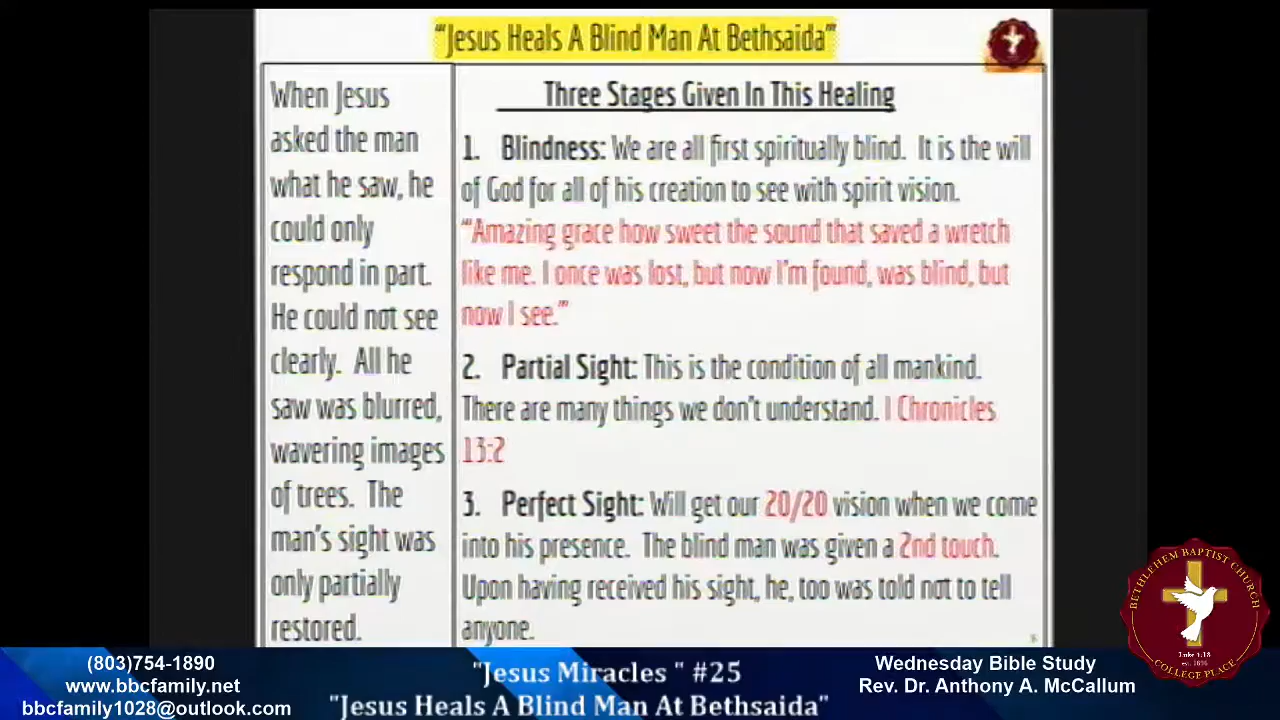 "'Jesus Heals A Blind Man At Bethsaida'"
When Jesus
asked the man
what he saw, he
could only
respond in part.
He could not see
clearly. All he
saw was blurred,
wavering images
of trees. The
man's sight was
only partially
restored.
Three Stages Given In This Healing
1. Blindness: We are all first spiritually blind. It is the will
of God for all of his creation to see with spirit vision.
"'Amazing grace how sweet the sound that saved a wretch
like me. I once was lost, but now I'm found, was blind, but
now I see.'"
2. Partial Sight: This is the condition of all mankind.
There are many things we don't understand. I Chronicles
13:2
3. Perfect Sight: Will get our 20/20 vision when we come
into his presence. The blind man was given a 2nd touch.
Upon having received his sight, he, too was told not to tell
anyone.
BETHLEHEM BAPTIST CHURCH
Luke 4:18
COLLEGE PLACE
(803)754-1890
www.bbcfamily.net
bbcfamily1028@outlook.com
"Jesus Miracles " #25
"Jesus Heals A Blind Man At Bethsaida"
Wednesday Bible Study
Rev. Dr. Anthony A. McCallum